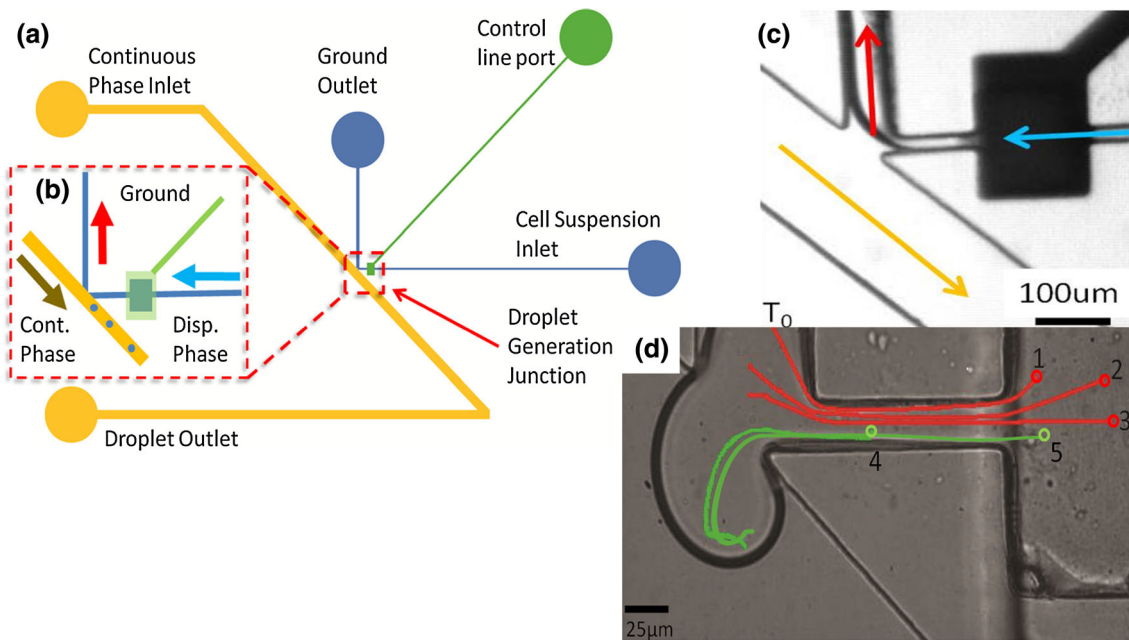 (a)
Continuous
Phase Inlet
Ground
Outlet
Control
line port
(b)
Ground
Cont.
Phase
Disp.
Phase
Cell Suspension
Inlet
Droplet
Generation
Junction
Droplet Outlet
(c)
100um
(d)
T0
1
2
3
4
5
25µm